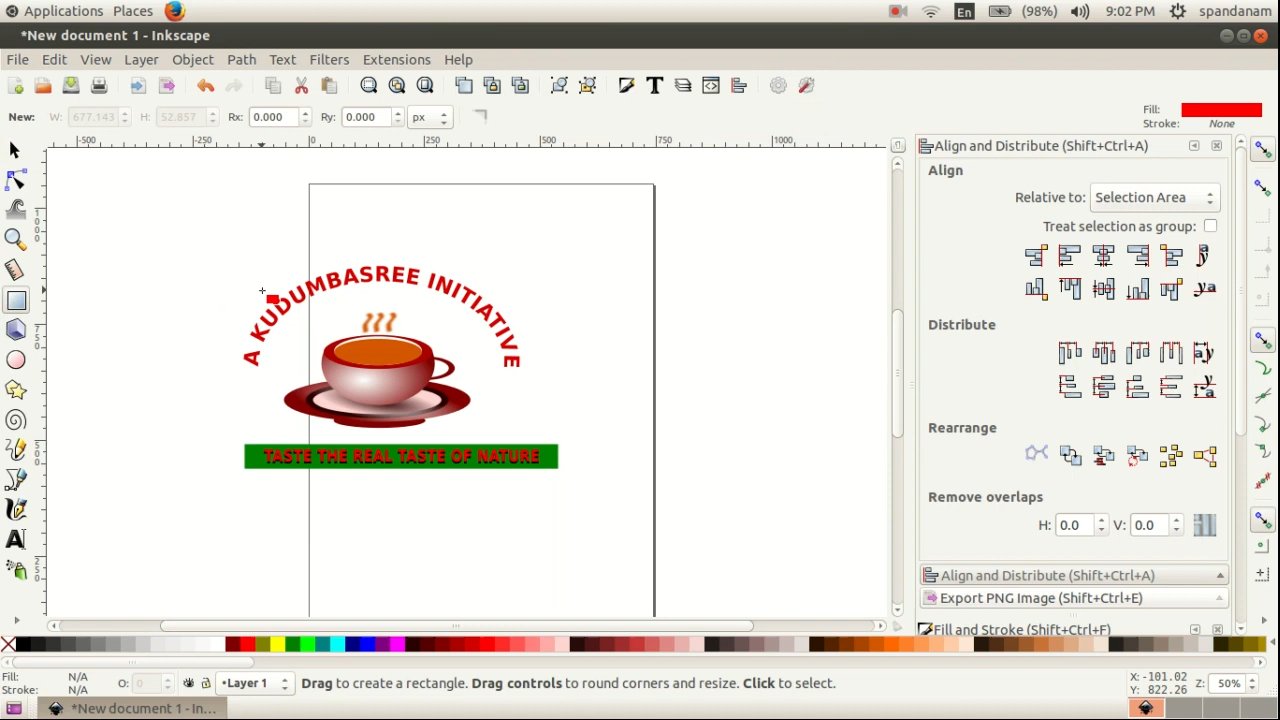 Applications Places En (98%) 9:02 PM spandanam
*New document 1 - Inkscape
File Edit View Layer Object Path Text Filters Extensions Help
New: W: 677.143 H: 52.857 Rx: 0.000 Ry: 0.000 px Fill:
Stroke: None
-500 -250 0 250 500 750 1000
Align and Distribute (Shift+Ctrl+A)
Align
Relative to: Selection Area
Treat selection as group:
Distribute
Rearrange
Remove overlaps
H: 0.0 V: 0.0
Align and Distribute (Shift+Ctrl+A)
Export PNG Image (Shift+Ctrl+E)
Fill and Stroke (Shift+Ctrl+F)
A KUDUMBASREE INITIATIVE
TASTE THE REAL TASTE OF NATURE
Fill: N/A
Stroke: N/A
O: 0 •Layer 1 Drag to create a rectangle. Drag controls to round corners and resize. Click to select. X: -101.02
Y: 822.26 Z: 50%
*New document 1 - In...